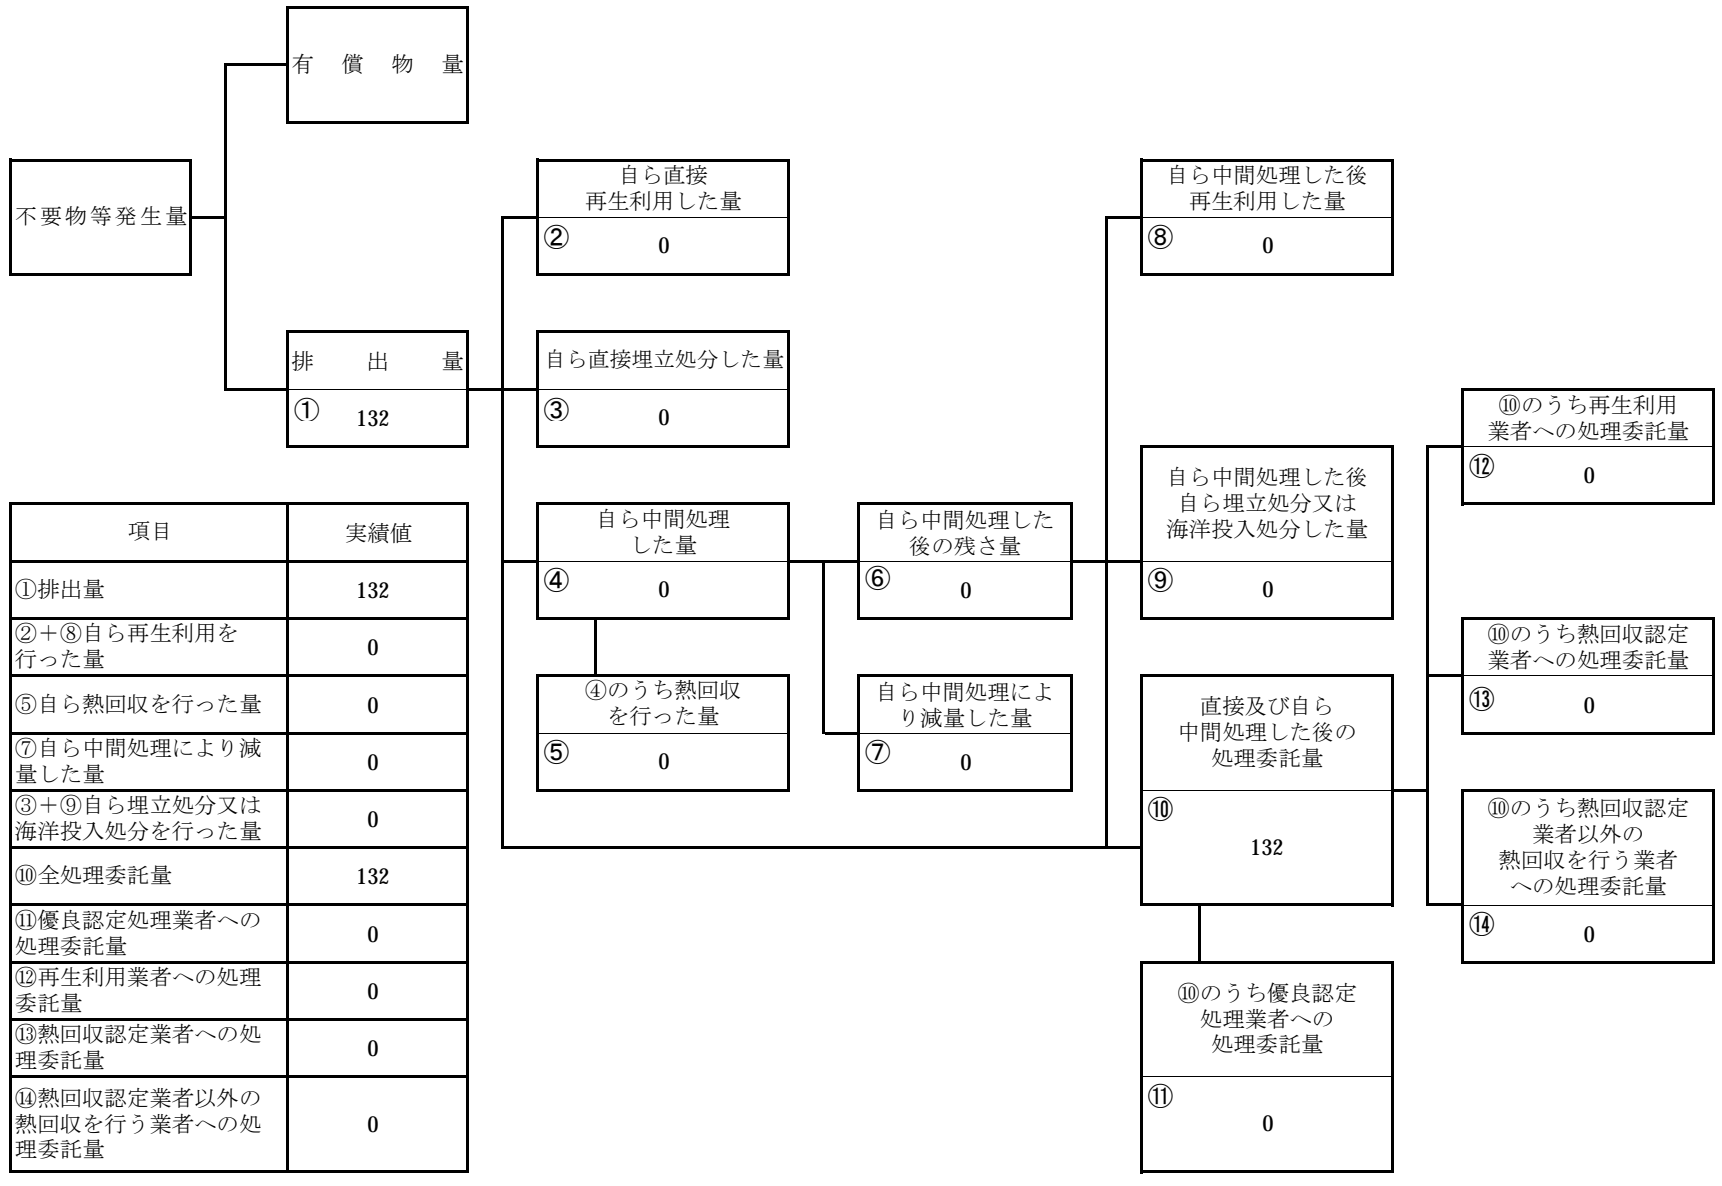 有償物量
不要物等発生量
自ら直接
再生利用した量
② 0
自ら中間処理した後
再生利用した量
⑧ 0
排出量
① 132
自ら直接埋立処分した量
③ 0
⑩のうち再生利用
業者への処理委託量
⑫ 0
自ら中間処理
した量
④ 0
自ら中間処理した
後の残さ量
⑥ 0
自ら中間処理した後
自ら埋立処分又は
海洋投入処分した量
⑨ 0
⑩のうち熱回収認定
業者への処理委託量
⑬ 0
④のうち熱回収
を行った量
⑤ 0
自ら中間処理によ
り減量した量
⑦ 0
直接及び自ら
中間処理した後の
処理委託量
⑩
132
⑩のうち熱回収認定
業者以外の
熱回収を行う業者
への処理委託量
⑭ 0
⑩のうち優良認定
処理業者への
処理委託量
⑪
0
項目 実績値
①排出量 132
②＋⑧自ら再生利用を
行った量 0
⑤自ら熱回収を行った量 0
⑦自ら中間処理により減
量した量 0
③＋⑨自ら埋立処分又は
海洋投入処分を行った量 0
⑩全処理委託量 132
⑪優良認定処理業者への
処理委託量 0
⑫再生利用業者への処理
委託量 0
⑬熱回収認定業者への処
理委託量 0
⑭熱回収認定業者以外の
熱回収を行う業者への処 0
理委託量